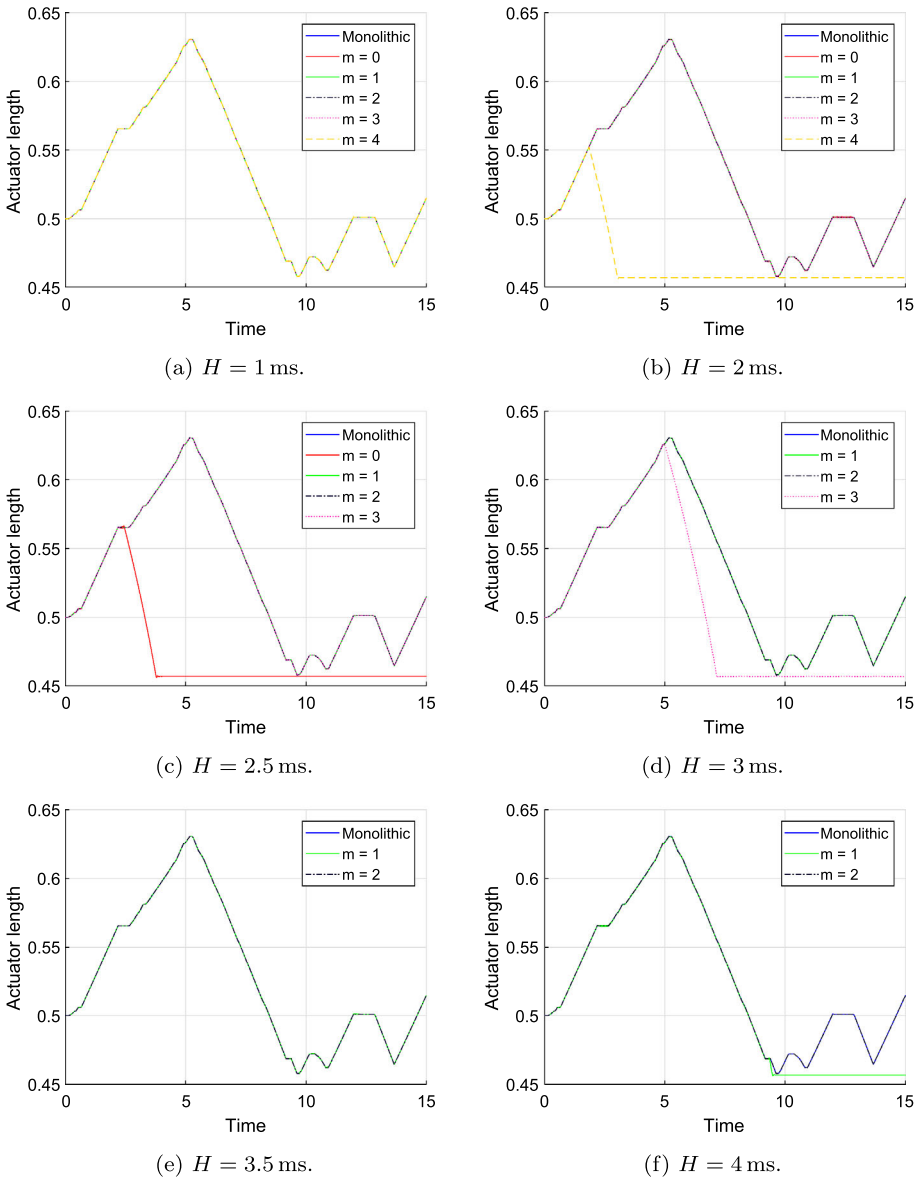 0.65
0.6
0.55
0.5
0.45
Actuator length
0 5 10 15
Time
Monolithic
m = 0
m = 1
m = 2
m = 3
m = 4
(a) H = 1 ms.
0.65
0.6
0.55
0.5
0.45
Actuator length
0 5 10 15
Time
Monolithic
m = 0
m = 1
m = 2
m = 3
m = 4
(b) H = 2 ms.
0.65
0.6
0.55
0.5
0.45
Actuator length
0 5 10 15
Time
Monolithic
m = 0
m = 1
m = 2
m = 3
(c) H = 2.5 ms.
0.65
0.6
0.55
0.5
0.45
Actuator length
0 5 10 15
Time
Monolithic
m = 1
m = 2
m = 3
(d) H = 3 ms.
0.65
0.6
0.55
0.5
0.45
Actuator length
0 5 10 15
Time
Monolithic
m = 1
m = 2
(e) H = 3.5 ms.
0.65
0.6
0.55
0.5
0.45
Actuator length
0 5 10 15
Time
Monolithic
m = 1
m = 2
(f) H = 4 ms.